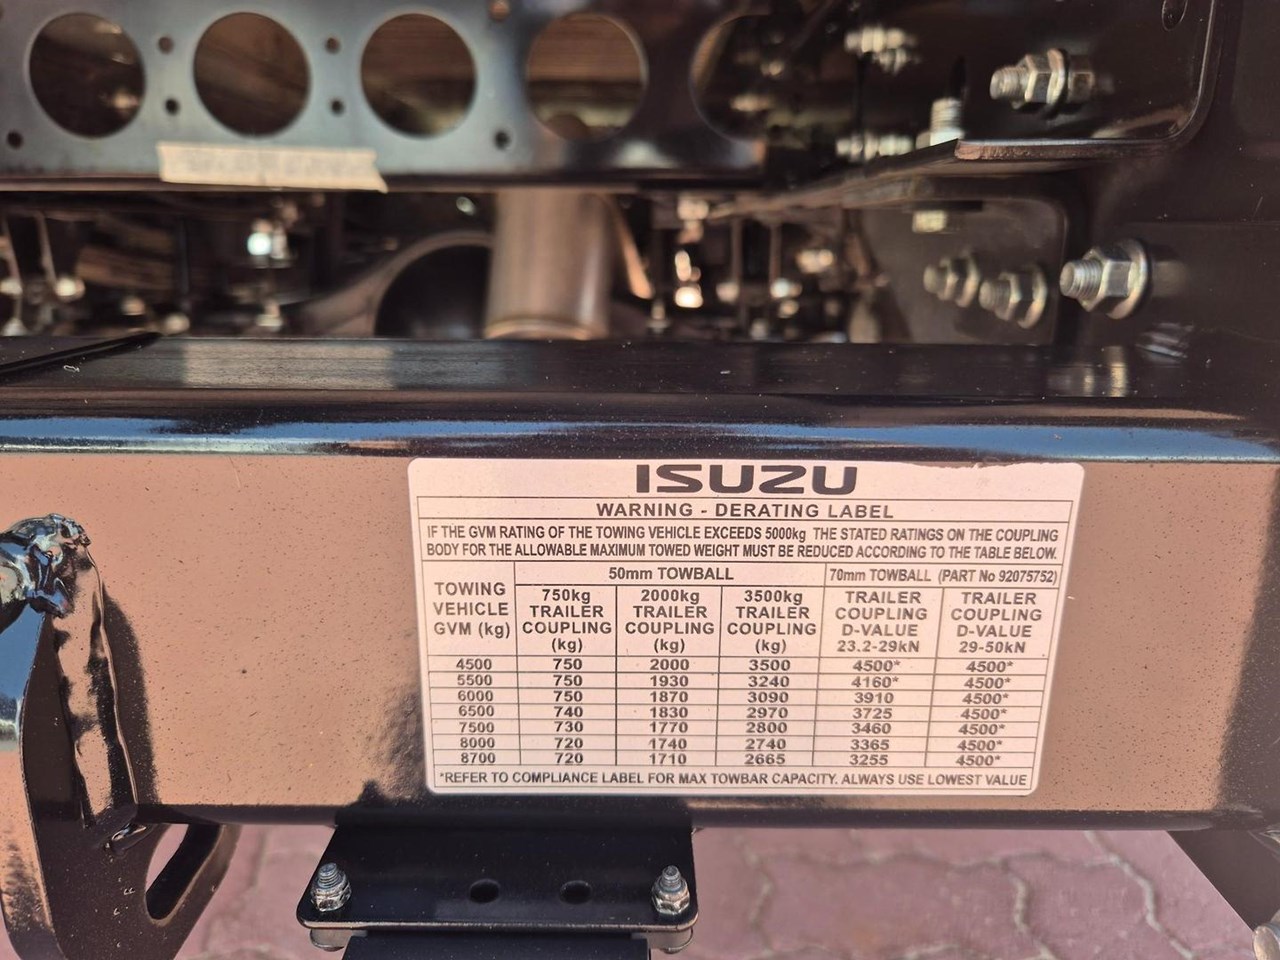 ISUZU
WARNING - DERATING LABEL
IF THE GVM RATING OF THE TOWING VEHICLE EXCEEDS 5000kg THE STATED RATINGS ON THE COUPLING
BODY FOR THE ALLOWABLE MAXIMUM TOWED WEIGHT MUST BE REDUCED ACCORDING TO THE TABLE BELOW.
50mm TOWBALL 70mm TOWBALL (PART No 92075752)
TOWING VEHICLE GVM (kg) 750kg TRAILER COUPLING (kg) 2000kg TRAILER COUPLING (kg) 3500kg TRAILER COUPLING (kg) TRAILER COUPLING D-VALUE 23.2-29kN TRAILER COUPLING D-VALUE 29-50kN
4500 750 2000 3500 4500* 4500*
5500 750 1930 3240 4160* 4500*
6000 750 1870 3090 3910 4500*
6500 740 1830 2970 3725 4500*
7500 730 1770 2800 3460 4500*
8000 720 1740 2740 3365 4500*
8700 720 1710 2665 3255 4500*
*REFER TO COMPLIANCE LABEL FOR MAX TOWBAR CAPACITY. ALWAYS USE LOWEST VALUE